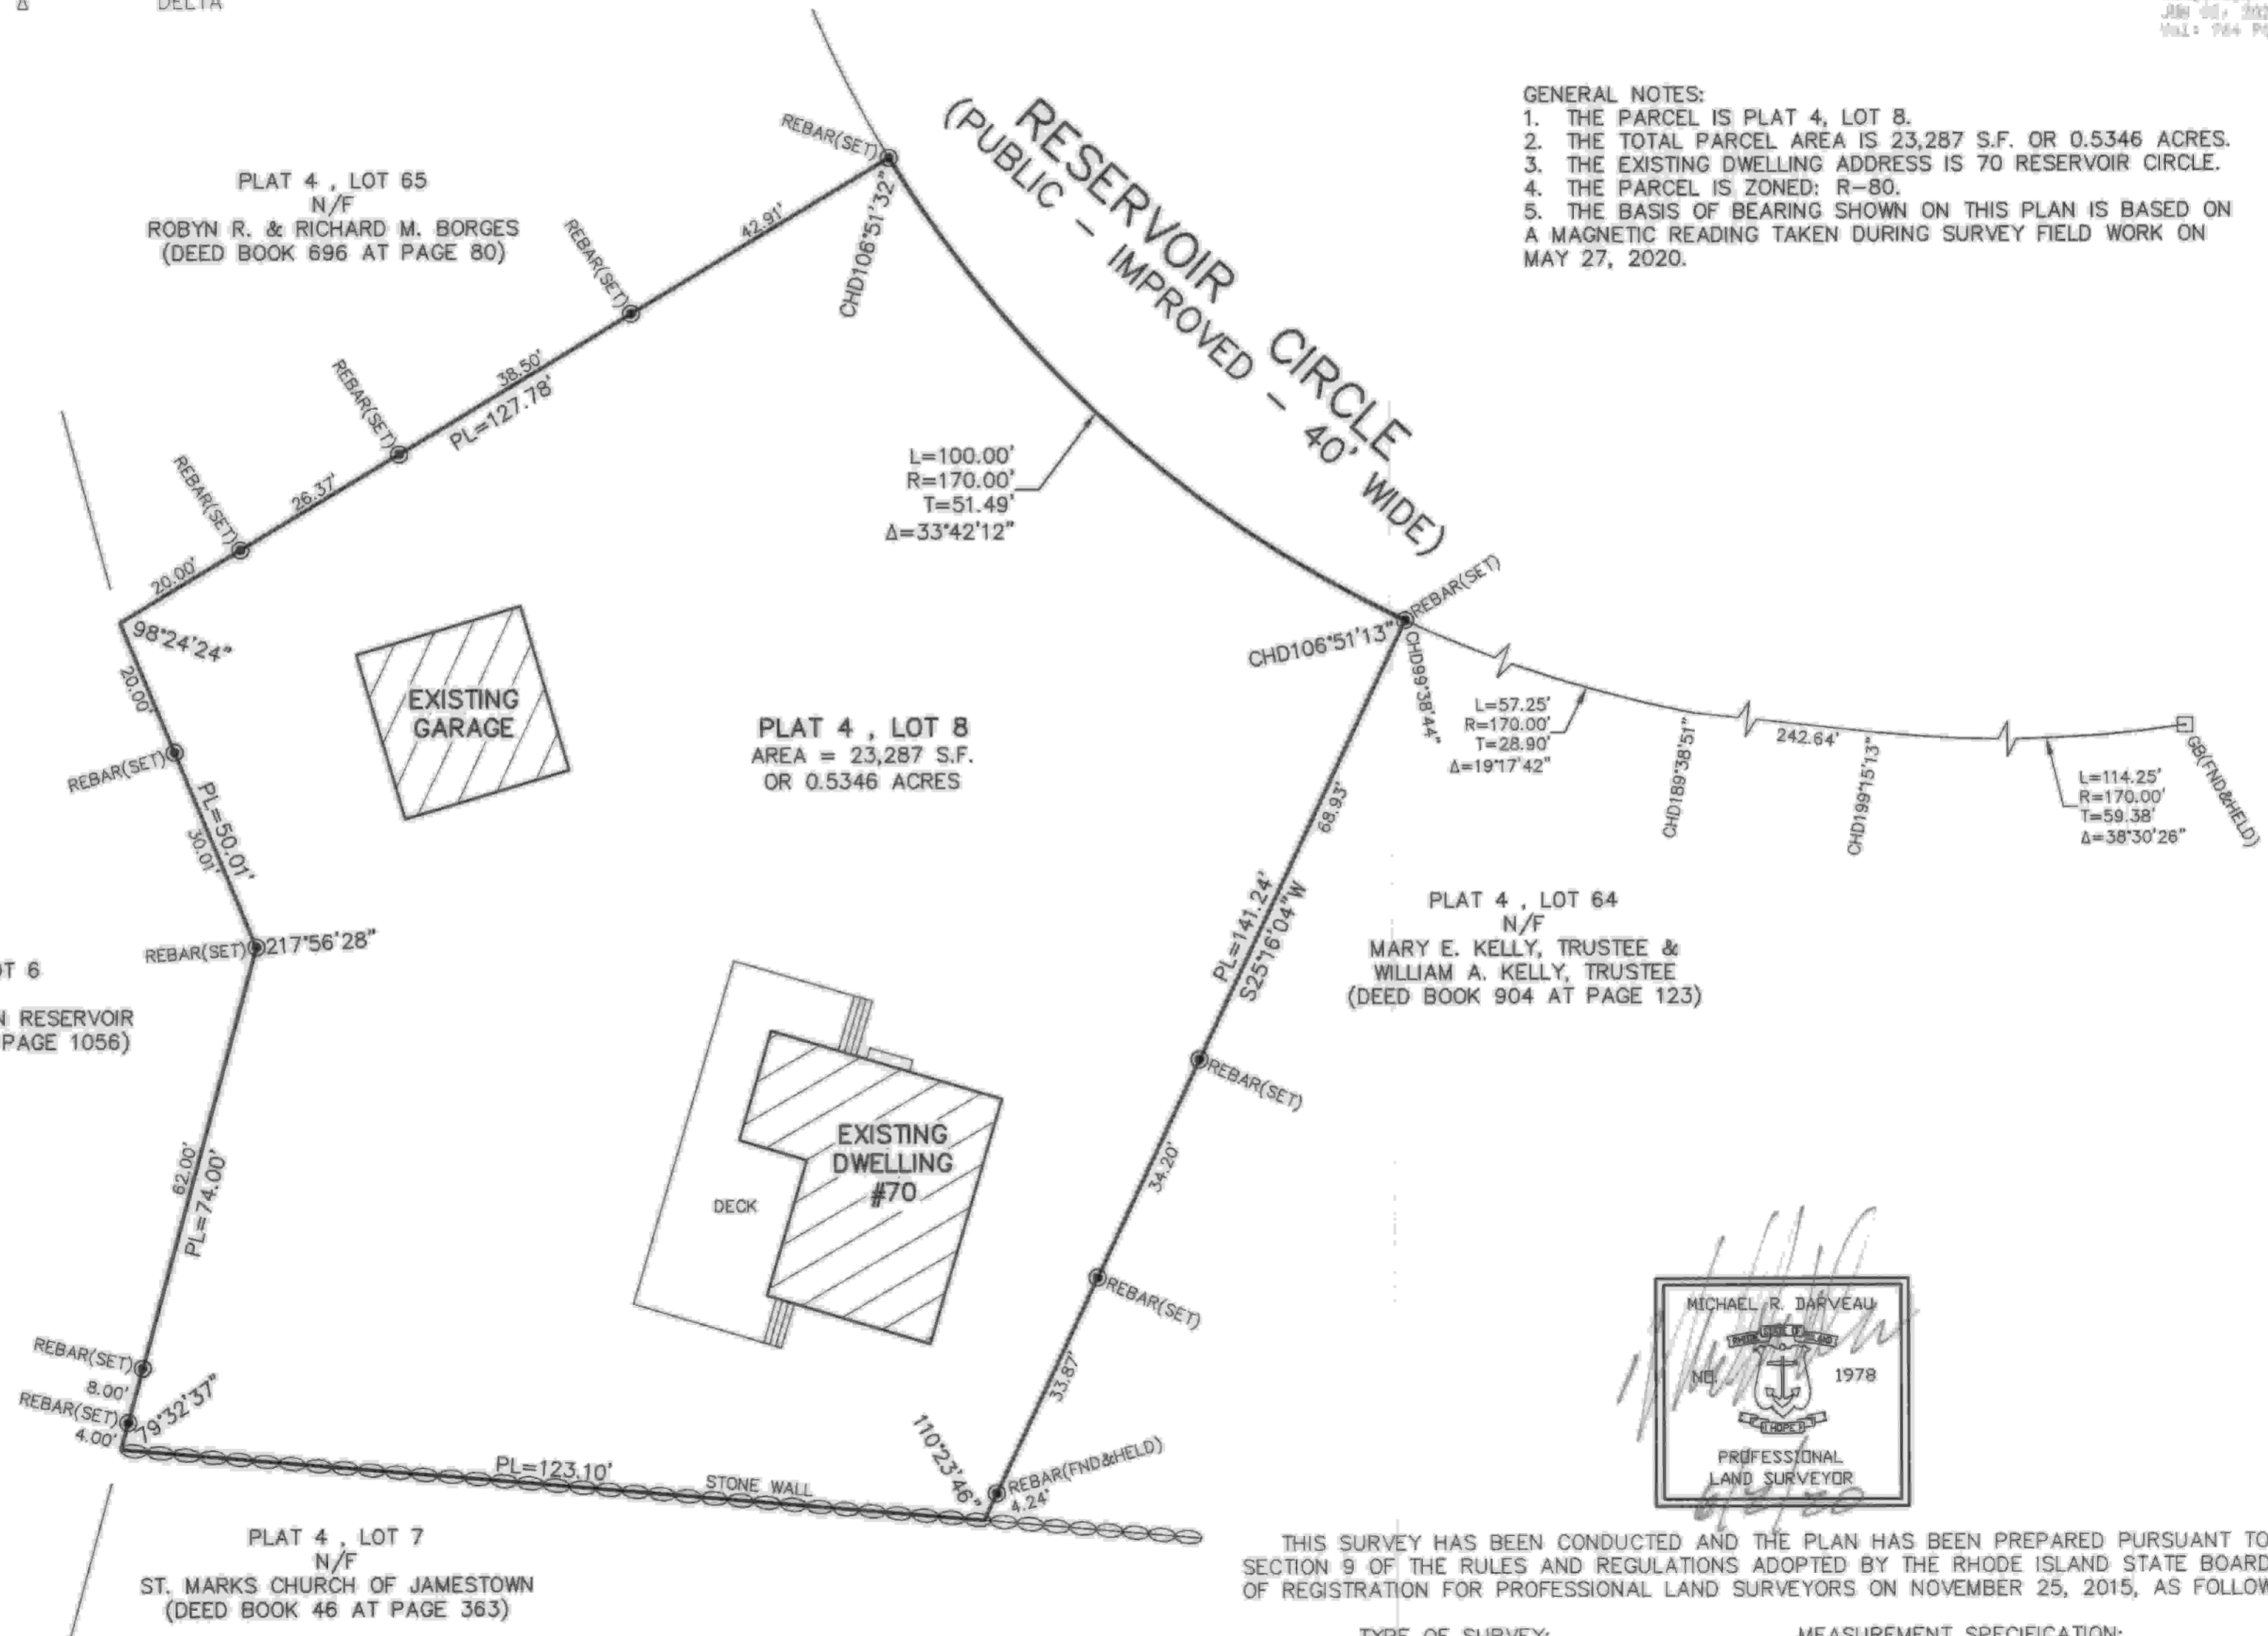 Δ DELTA
GENERAL NOTES:
1. THE PARCEL IS PLAT 4, LOT 8.
2. THE TOTAL PARCEL AREA IS 23,287 S.F. OR 0.5346 ACRES.
3. THE EXISTING DWELLING ADDRESS IS 70 RESERVOIR CIRCLE.
4. THE PARCEL IS ZONED: R-80.
5. THE BASIS OF BEARING SHOWN ON THIS PLAN IS BASED ON
A MAGNETIC READING TAKEN DURING SURVEY FIELD WORK ON
MAY 27, 2020.
RESERVOIR CIRCLE
(PUBLIC - IMPROVED - 40' WIDE)
PLAT 4 , LOT 65
N/F
ROBYN R. & RICHARD M. BORGES
(DEED BOOK 696 AT PAGE 80)
REBAR(SET)
CHD106°51'32"
42.91'
REBAR(SET)
38.50'
PL=127.78'
REBAR(SET)
26.37'
REBAR(SET)
20.00'
98°24'24"
20.00'
REBAR(SET)
PL=50.01'
30.01'
REBAR(SET)
217°56'28"
L=100.00'
R=170.00'
T=51.49'
Δ=33°42'12"
EXISTING
GARAGE
PLAT 4 , LOT 8
AREA = 23,287 S.F.
OR 0.5346 ACRES
REBAR(SET)
CHD106°51'13"
CHD99°38'44"
L=57.25'
R=170.00'
T=28.90'
Δ=19°17'42"
CHD189°38'51"
242.64'
CHD199°15'13"
L=114.25'
R=170.00'
T=59.38'
Δ=38°30'26"
GB(FND&HELD)
68.93'
PL=141.24'
S25°16'04"W
PLAT 4 , LOT 64
N/F
MARY E. KELLY, TRUSTEE &
WILLIAM A. KELLY, TRUSTEE
(DEED BOOK 904 AT PAGE 123)
OT 6
N RESERVOIR
PAGE 1056)
REBAR(SET)
34.20'
REBAR(SET)
33.87'
EXISTING
DWELLING
#70
DECK
62.00'
PL=74.00'
REBAR(SET)
8.00'
REBAR(SET)
4.00'
79°32'37"
PL=123.10'
STONE WALL
110°23'46"
REBAR(FND&HELD)
4.24'
PLAT 4 , LOT 7
N/F
ST. MARKS CHURCH OF JAMESTOWN
(DEED BOOK 46 AT PAGE 363)
MICHAEL R. DARVEAU
STATE OF
NO. 1978
HOPE
PROFESSIONAL
LAND SURVEYOR
THIS SURVEY HAS BEEN CONDUCTED AND THE PLAN HAS BEEN PREPARED PURSUANT TO
SECTION 9 OF THE RULES AND REGULATIONS ADOPTED BY THE RHODE ISLAND STATE BOARD
OF REGISTRATION FOR PROFESSIONAL LAND SURVEYORS ON NOVEMBER 25, 2015, AS FOLLOW
TYPE OF SURVEY: MEASUREMENT SPECIFICATION: